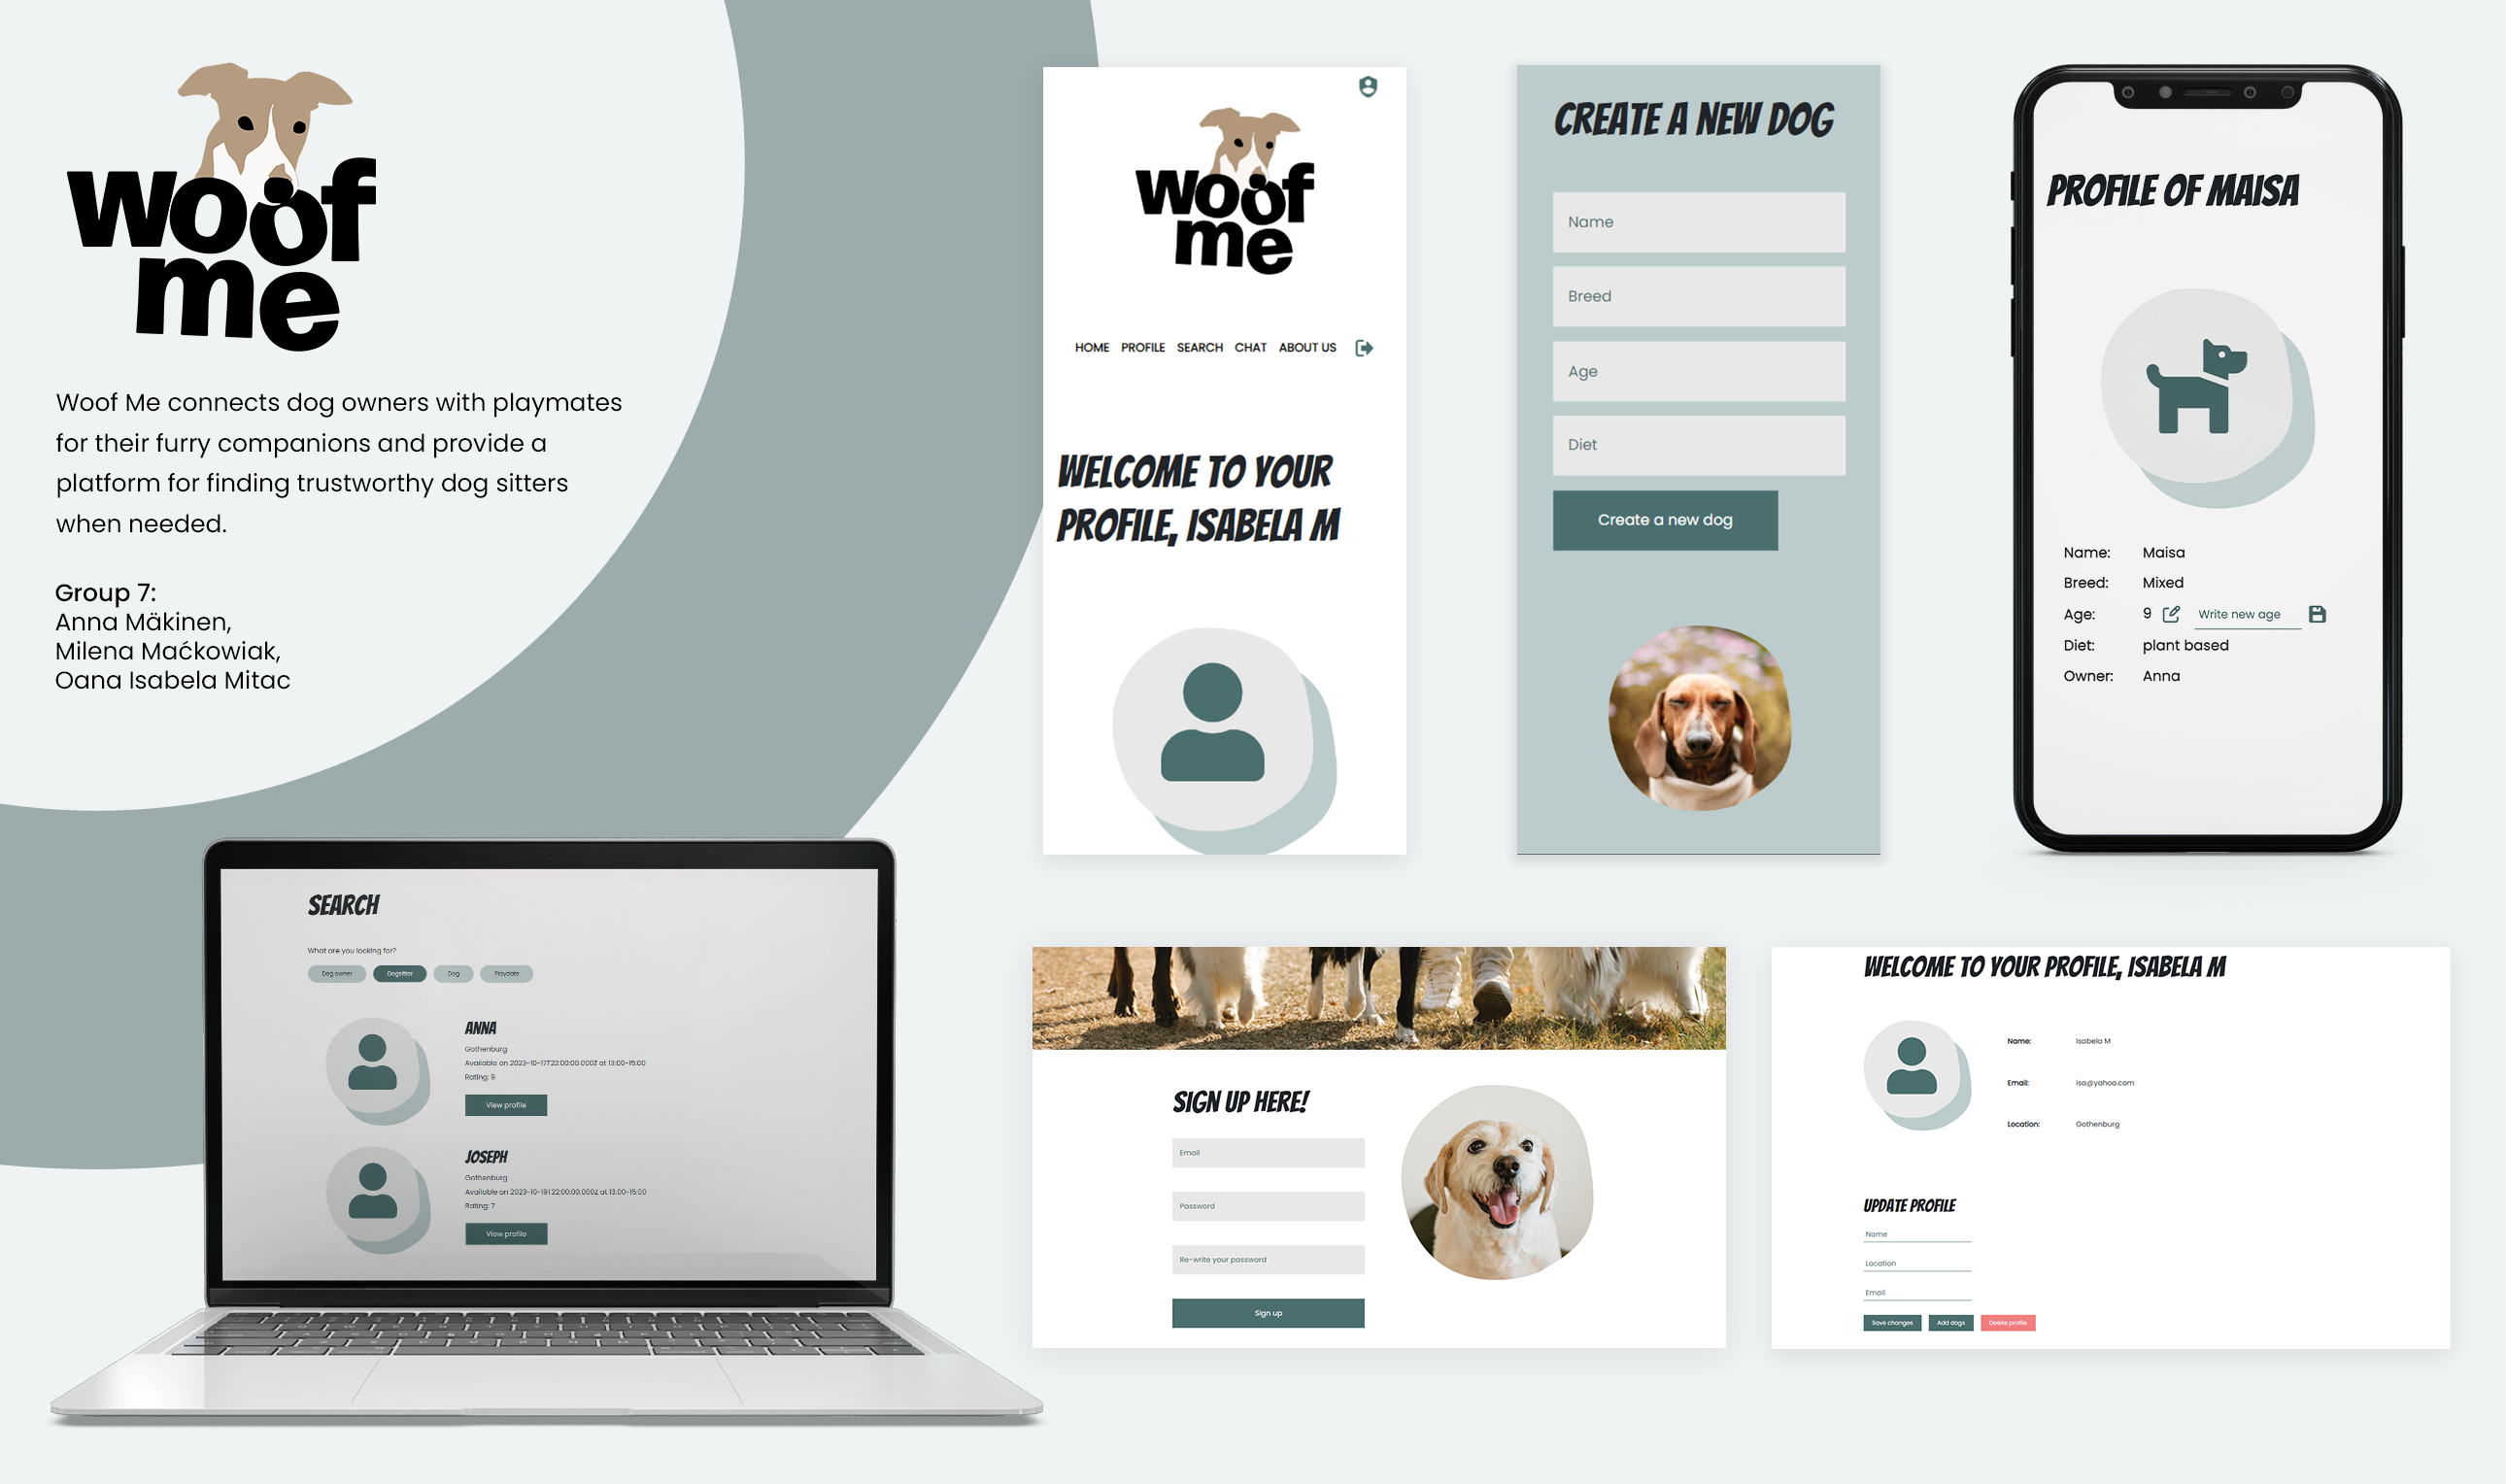 woof
me
Woof Me connects dog owners with playmates
for their furry companions and provide a
platform for finding trustworthy dog sitters
when needed.
Group 7:
Anna Mäkinen,
Milena Maćkowiak,
Oana Isabela Mitac
woof
me
HOME PROFILE SEARCH CHAT ABOUT US
WELCOME TO YOUR
PROFILE, ISABELA M
CREATE A NEW DOG
Name
Breed
Age
Diet
Create a new dog
PROFILE OF MAISA
Name: Maisa
Breed: Mixed
Age: 9 Write new age
Diet: plant based
Owner: Anna
SEARCH
What are you looking for?
Dog owner Dogsitter Dog Playdate
ANNA
Gothenburg
Available on 2023-10-17T22:00:00.000Z at 13:00-15:00
Rating: 9
View profile
JOSEPH
Gothenburg
Available on 2023-10-19T22:00:00.000Z at 13:00-15:00
Rating: 7
View profile
SIGN UP HERE!
Email
Password
Re-write your password
Sign up
WELCOME TO YOUR PROFILE, ISABELA M
Name: Isabela M
Email: isa@yahoo.com
Location: Gothenburg
UPDATE PROFILE
Name
Location
Email
Save changes Add dogs Delete profile